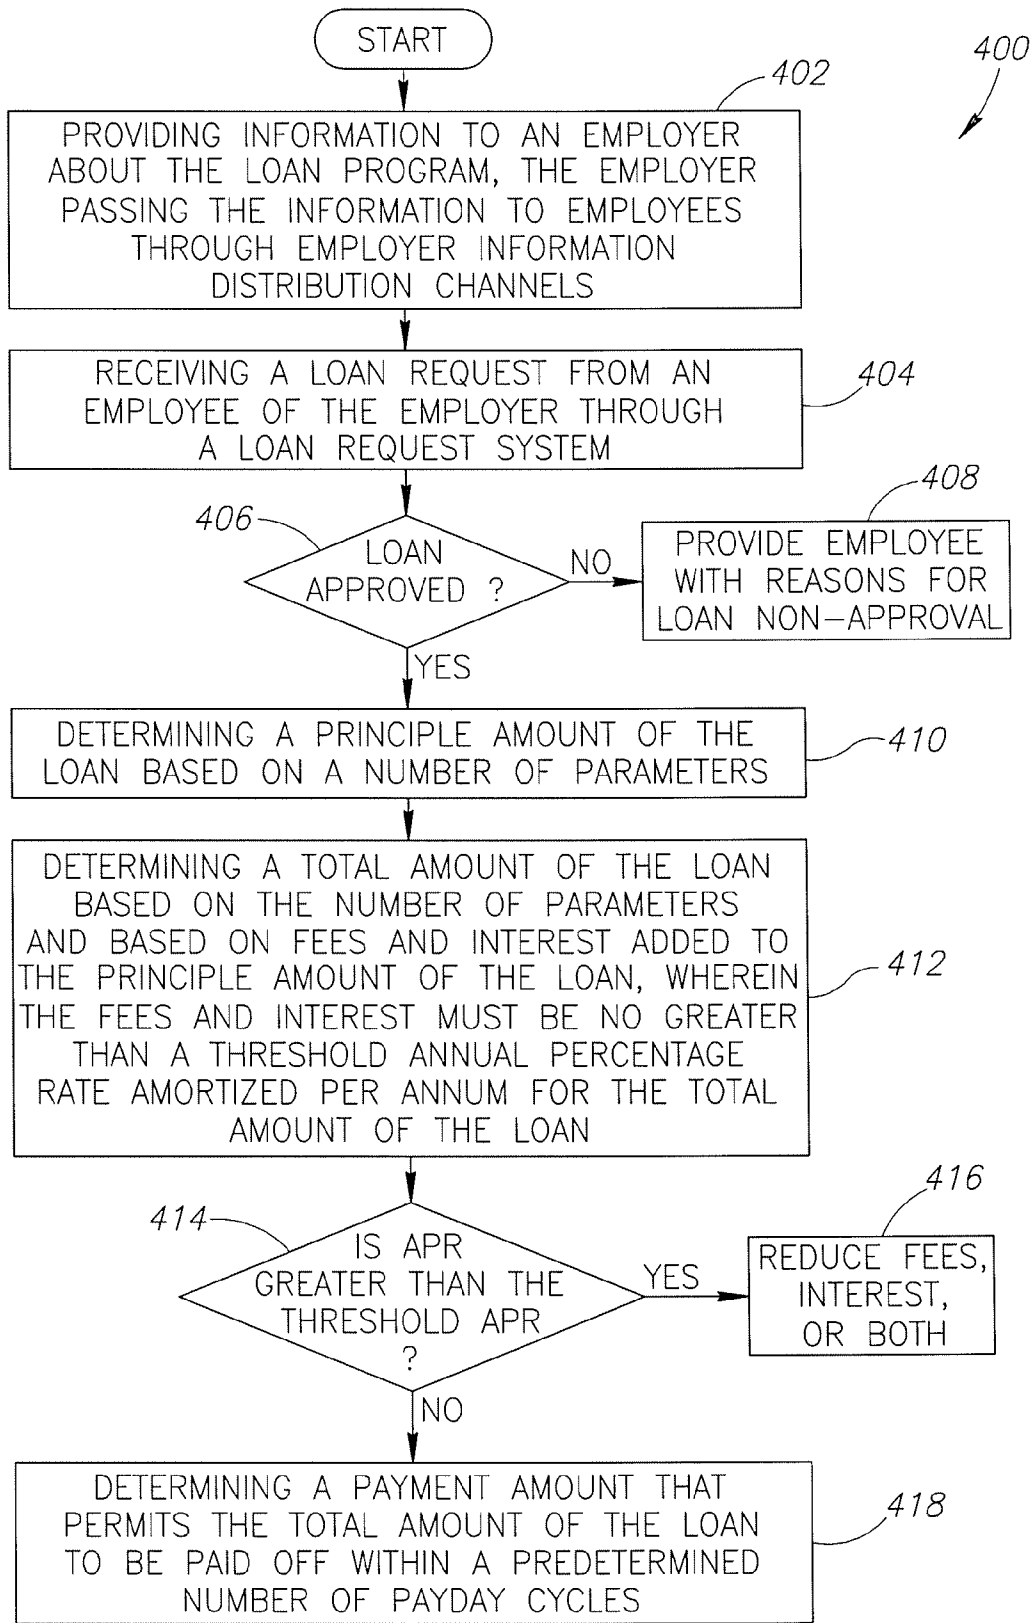 START
400
402
PROVIDING INFORMATION TO AN EMPLOYER
ABOUT THE LOAN PROGRAM, THE EMPLOYER
PASSING THE INFORMATION TO EMPLOYEES
THROUGH EMPLOYER INFORMATION
DISTRIBUTION CHANNELS
RECEIVING A LOAN REQUEST FROM AN
EMPLOYEE OF THE EMPLOYER THROUGH
A LOAN REQUEST SYSTEM
404
406
LOAN
APPROVED ?
NO
408
PROVIDE EMPLOYEE
WITH REASONS FOR
LOAN NON-APPROVAL
YES
DETERMINING A PRINCIPLE AMOUNT OF THE
LOAN BASED ON A NUMBER OF PARAMETERS
410
DETERMINING A TOTAL AMOUNT OF THE LOAN
BASED ON THE NUMBER OF PARAMETERS
AND BASED ON FEES AND INTEREST ADDED TO
THE PRINCIPLE AMOUNT OF THE LOAN, WHEREIN
THE FEES AND INTEREST MUST BE NO GREATER
THAN A THRESHOLD ANNUAL PERCENTAGE
RATE AMORTIZED PER ANNUM FOR THE TOTAL
AMOUNT OF THE LOAN
412
414
IS APR
GREATER THAN THE
THRESHOLD APR
?
YES
416
REDUCE FEES,
INTEREST,
OR BOTH
NO
DETERMINING A PAYMENT AMOUNT THAT
PERMITS THE TOTAL AMOUNT OF THE LOAN
TO BE PAID OFF WITHIN A PREDETERMINED
NUMBER OF PAYDAY CYCLES
418